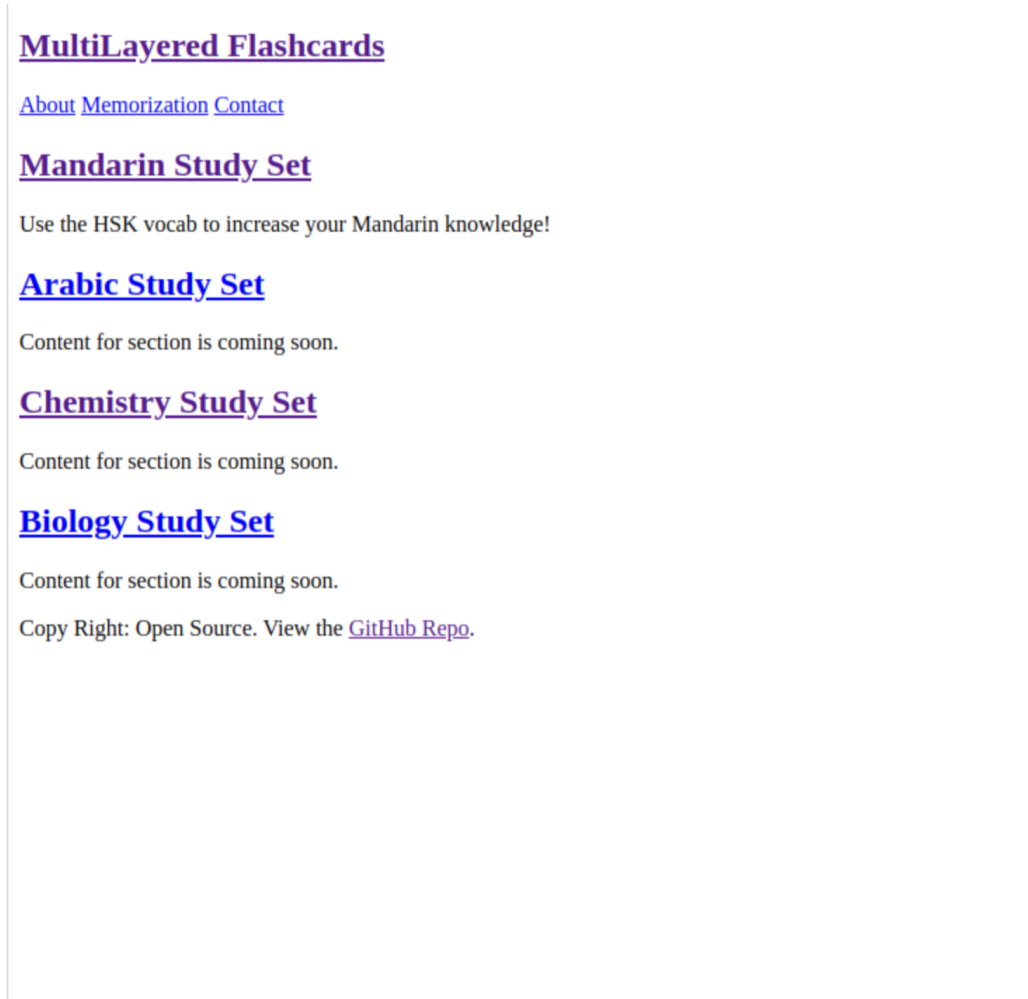 MultiLayered Flashcards
About Memorization Contact
Mandarin Study Set
Use the HSK vocab to increase your Mandarin knowledge!
Arabic Study Set
Content for section is coming soon.
Chemistry Study Set
Content for section is coming soon.
Biology Study Set
Content for section is coming soon.
Copy Right: Open Source. View the GitHub Repo.